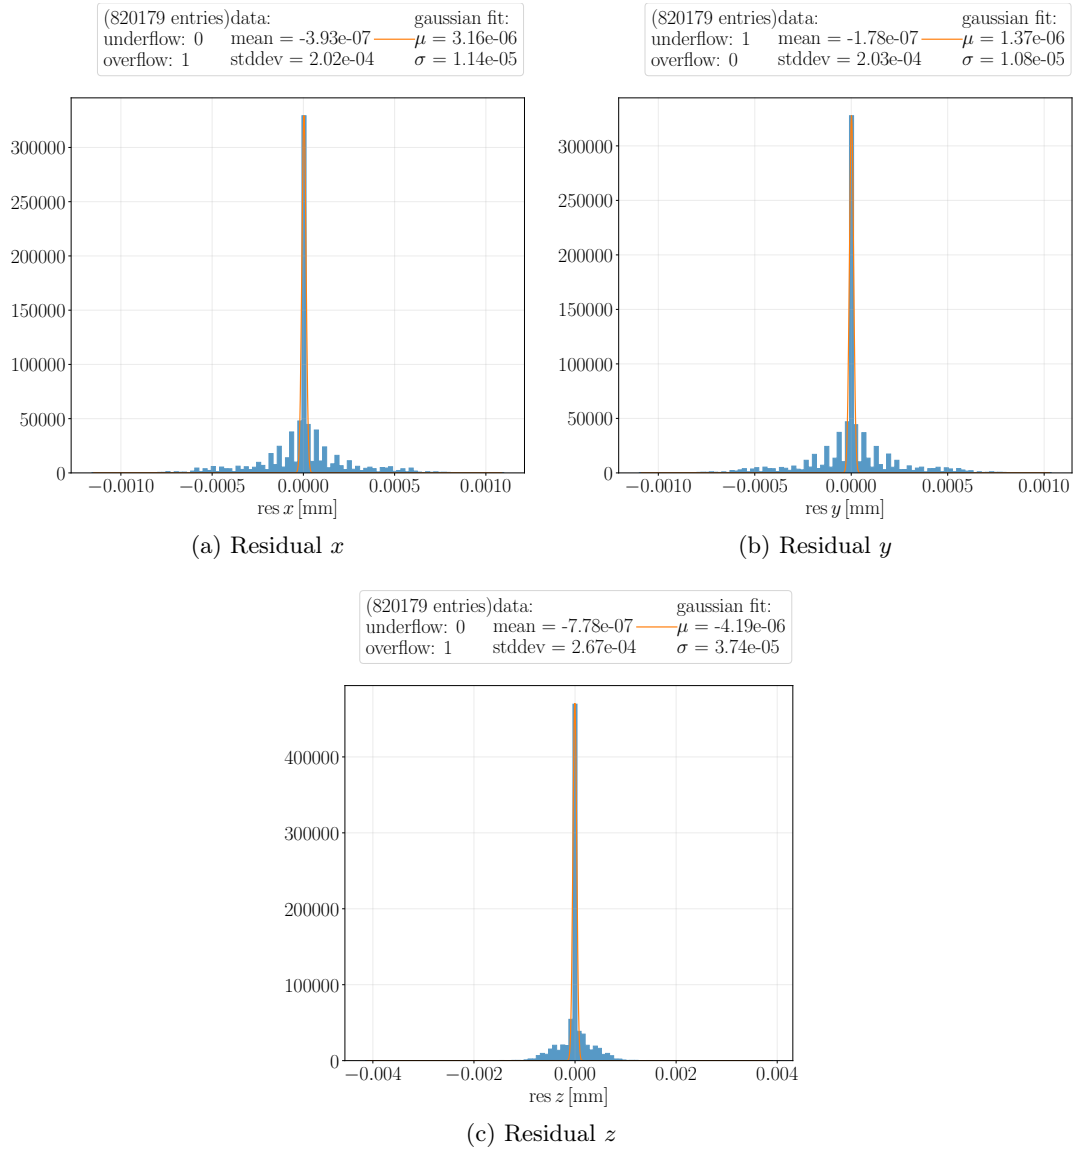 (820179 entries) data: gaussian fit:
underflow: 0 mean = -3.93e-07 μ = 3.16e-06
overflow: 1 stddev = 2.02e-04 σ = 1.14e-05
300000
250000
200000
150000
100000
50000
0
−0.0010 −0.0005 0.0000 0.0005 0.0010
res x [mm]
(a) Residual x
(820179 entries) data: gaussian fit:
underflow: 1 mean = -1.78e-07 μ = 1.37e-06
overflow: 0 stddev = 2.03e-04 σ = 1.08e-05
300000
250000
200000
150000
100000
50000
0
−0.0010 −0.0005 0.0000 0.0005 0.0010
res y [mm]
(b) Residual y
(820179 entries) data: gaussian fit:
underflow: 0 mean = -7.78e-07 μ = -4.19e-06
overflow: 1 stddev = 2.67e-04 σ = 3.74e-05
400000
300000
200000
100000
0
−0.004 −0.002 0.000 0.002 0.004
res z [mm]
(c) Residual z